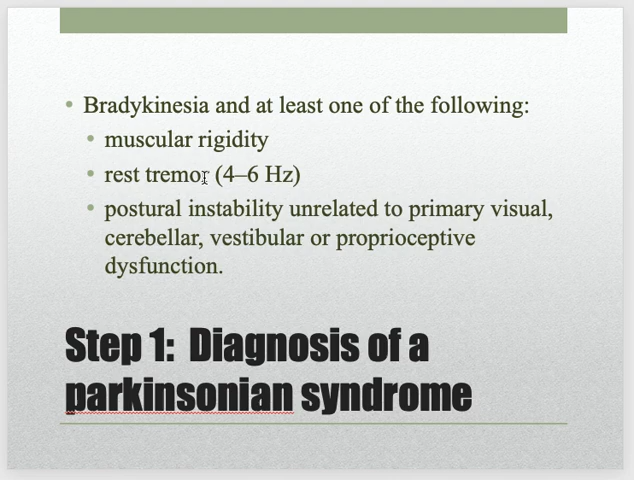 Bradykinesia and at least one of the following:
muscular rigidity
rest tremor (4–6 Hz)
postural instability unrelated to primary visual,
cerebellar, vestibular or proprioceptive
dysfunction.
Step 1:  Diagnosis of a
parkinsonian syndrome